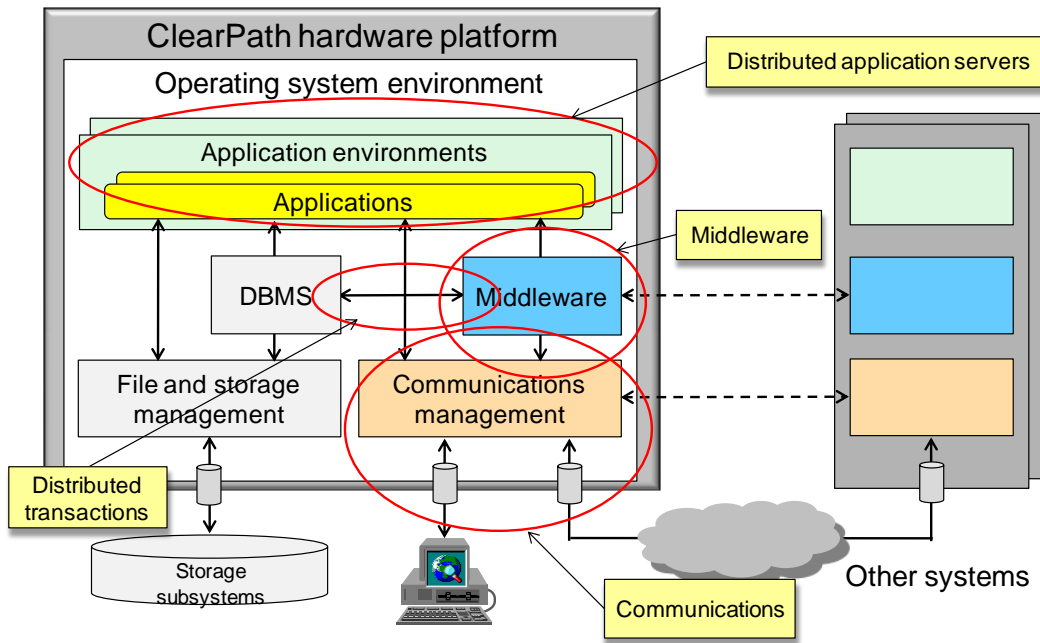 ClearPath hardware platform
Operating system environment
Distributed application servers
Application environments
Applications
Middleware
DBMS
Middleware
File and storage
management
Communications
management
Distributed
transactions
Storage
subsystems
Other systems
Communications